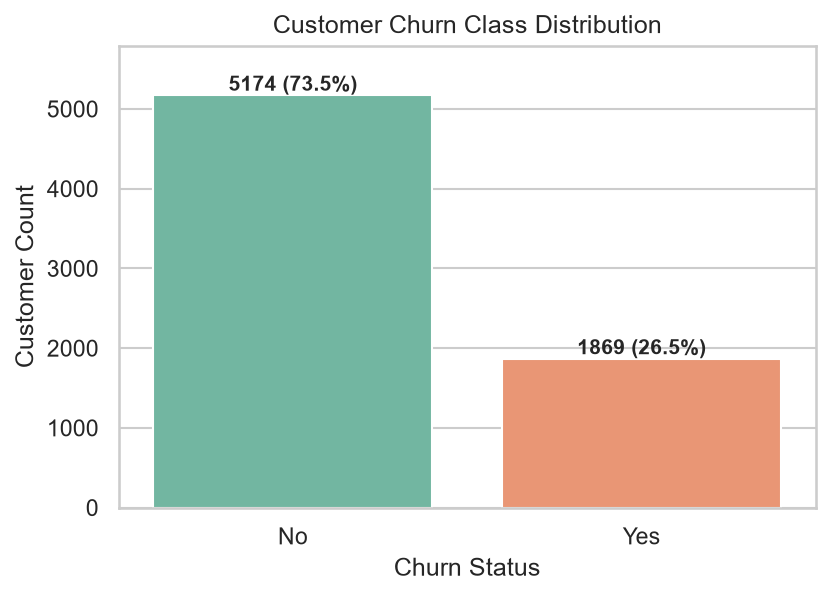 Customer Churn Class Distribution
5174 (73.5%)
1869 (26.5%)
Customer Count
5000
4000
3000
2000
1000
0
No
Yes
Churn Status